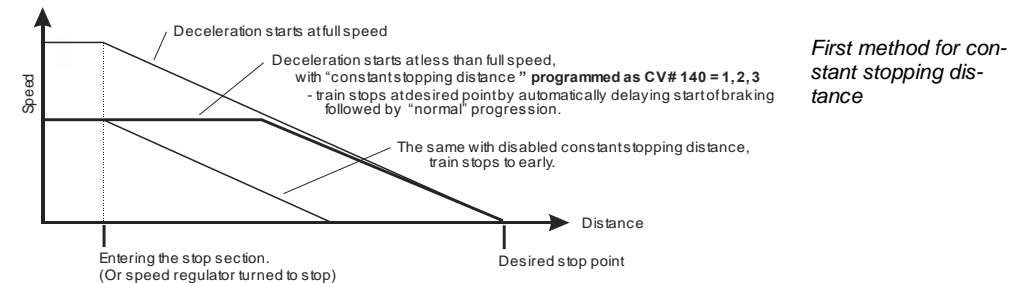 Deceleration starts at full speed
Deceleration starts at less than full speed,
with “constant stopping distance ” programmed as CV# 140 = 1, 2, 3
- train stops at desired point by automatically delaying start of braking
followed by “normal” progression.
Speed
The same with disabled constant stopping distance,
train stops to early.
Distance
Entering the stop section.
(Or speed regulator turned to stop)
Desired stop point
First method for con-
stant stopping dis-
tance